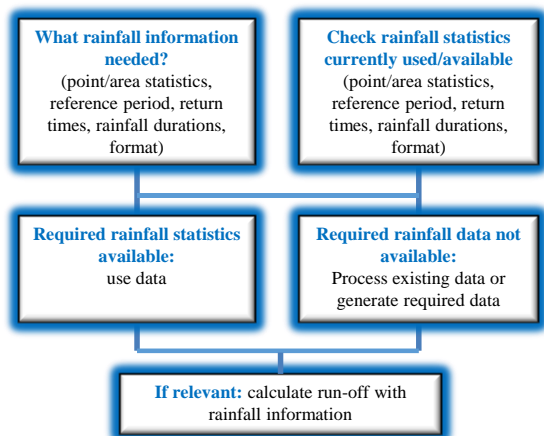 What rainfall information
needed?
(point/area statistics,
reference period, return
times, rainfall durations,
format)
Check rainfall statistics
currently used/available
(point/area statistics,
reference period, return
times, rainfall durations,
format)
Required rainfall statistics
available:
use data
Required rainfall data not
available:
Process existing data or
generate required data
If relevant: calculate run-off with
rainfall information